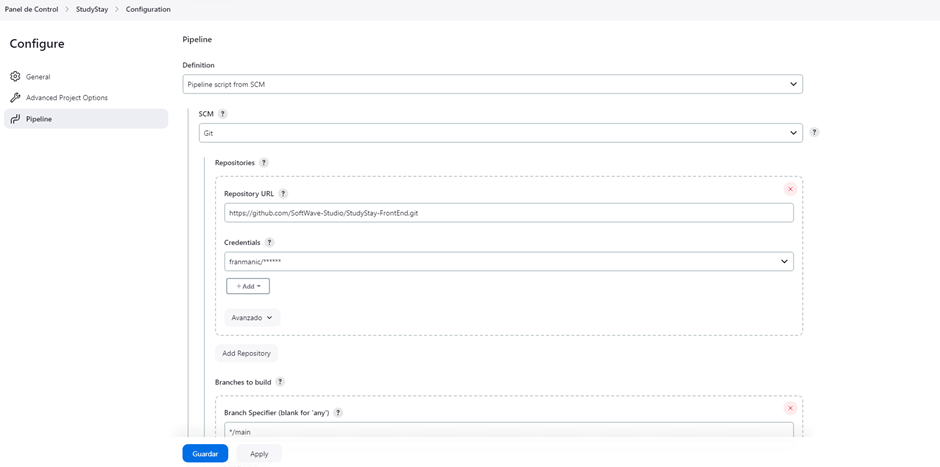 Panel de Control > StudyStay > Configuration
Configure
General
Advanced Project Options
Pipeline
Pipeline
Definition
Pipeline script from SCM
SCM ?
Git
?
Repositories ?
Repository URL ?
https://github.com/SoftWave-Studio/StudyStay-FrontEnd.git
Credentials ?
franmanic/******
+ Add
Avanzado
Add Repository
Branches to build ?
Branch Specifier (blank for 'any') ?
*/main
Guardar Apply